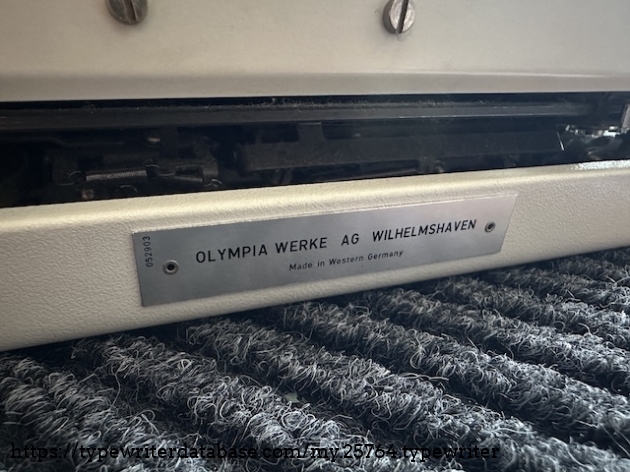 052903
OLYMPIA WERKE AG WILHELMSHAVEN
Made in Western Germany
https://typewriterdatabase.com/my.25764.typewriter